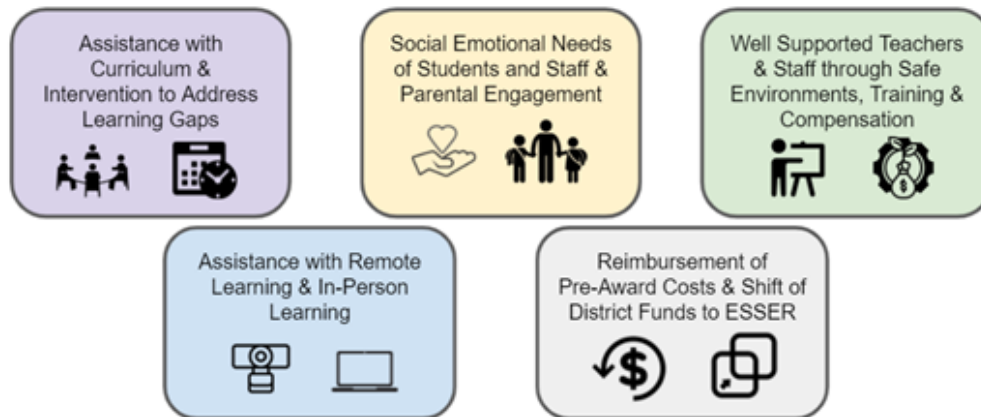 Assistance with
Curriculum &
Intervention to Address
Learning Gaps
Social Emotional Needs
of Students and Staff &
Parental Engagement
Well Supported Teachers
& Staff through Safe
Environments, Training &
Compensation
Assistance with Remote
Learning & In-Person
Learning
Reimbursement of
Pre-Award Costs & Shift of
District Funds to ESSER